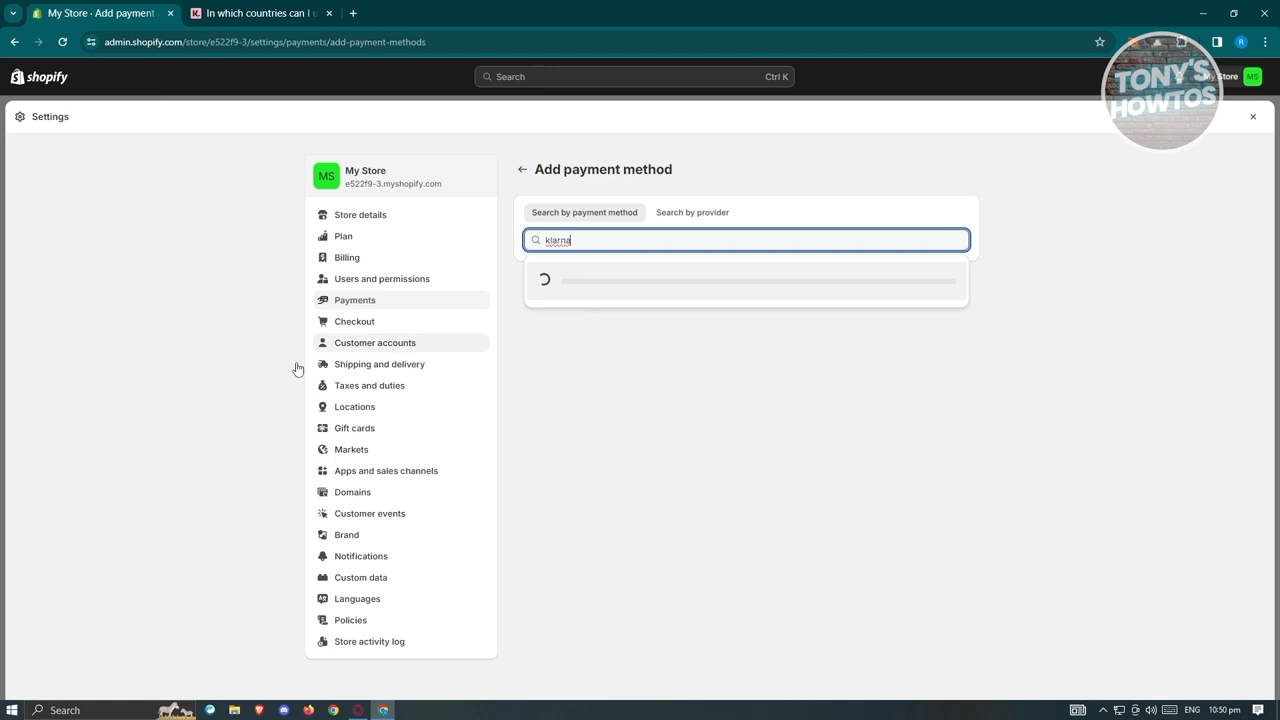 Store · My Store · Add payment
In which countries can I u
admin.shopify.com/store/e522f9-3/settings/payments/add-payment-methods
R
shopify
Search
Ctrl K
My Store
MS
TONY'S
HOWTOS
Settings
MS
My Store
e522f9-3.myshopify.com
Store details
Plan
Billing
Users and permissions
Payments
Checkout
Customer accounts
Shipping and delivery
Taxes and duties
Locations
Gift cards
Markets
Apps and sales channels
Domains
Customer events
Brand
Notifications
Custom data
Languages
Policies
Store activity log
Add payment method
Search by payment method
Search by provider
klarna
Search
ENG
10:50 pm